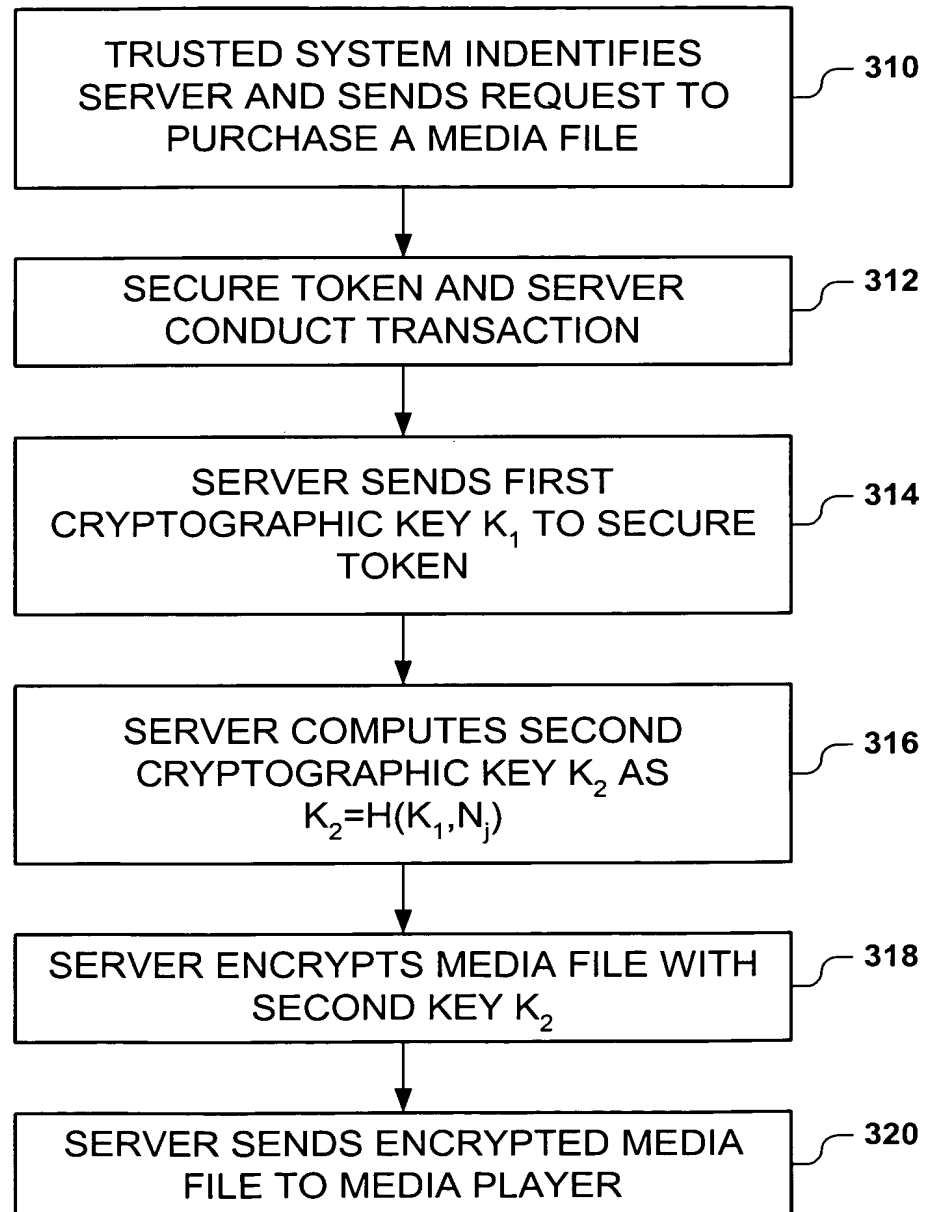 TRUSTED SYSTEM INDENTIFIES
SERVER AND SENDS REQUEST TO
PURCHASE A MEDIA FILE
310
SECURE TOKEN AND SERVER
CONDUCT TRANSACTION
312
SERVER SENDS FIRST
CRYPTOGRAPHIC KEY K₁ TO SECURE
TOKEN
314
SERVER COMPUTES SECOND
CRYPTOGRAPHIC KEY K₂ AS
K₂=H(K₁,Nⱼ)
316
SERVER ENCRYPTS MEDIA FILE WITH
SECOND KEY K₂
318
SERVER SENDS ENCRYPTED MEDIA
FILE TO MEDIA PLAYER
320